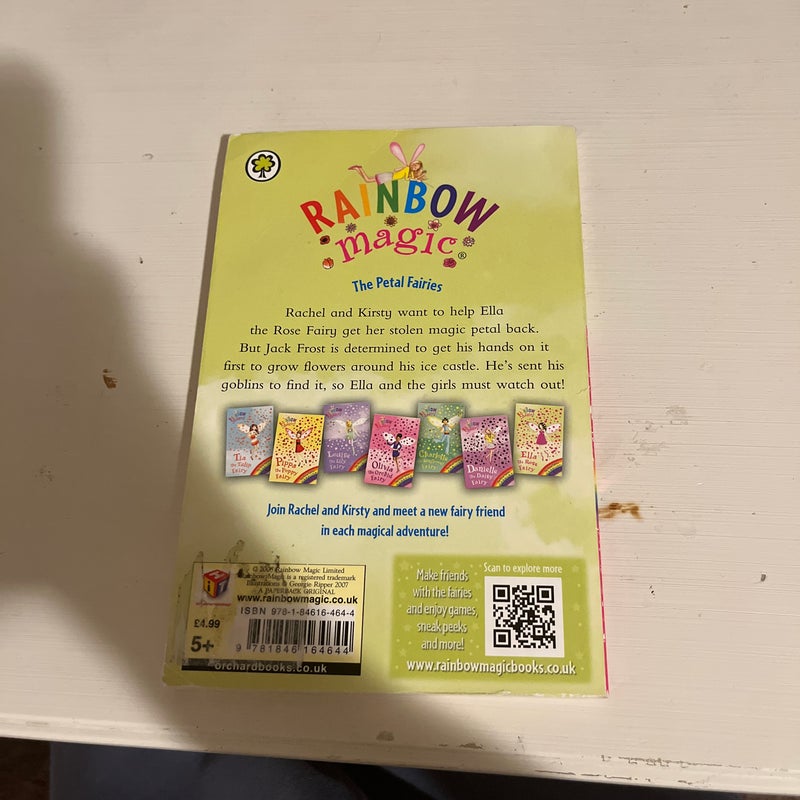 RAINBOW
magic®
The Petal Fairies
Rachel and Kirsty want to help Ella
the Rose Fairy get her stolen magic petal back.
But Jack Frost is determined to get his hands on it
first to grow flowers around his ice castle. He's sent his
goblins to find it, so Ella and the girls must watch out!
Tia
the Tulip
Fairy
Pippa
the Poppy
Fairy
Louise
the Lily
Fairy
Olivia
the Orchid
Fairy
Charlotte
Fairy
Danielle
the Daisy
Fairy
Ella
the Rose
Fairy
Join Rachel and Kirsty and meet a new fairy friend
in each magical adventure!
Rainbow Magic Limited
Rainbow Magic is a registered trademark
Illustrations © Georgie Ripper 2007
A PAPERBACK ORIGINAL
www.rainbowmagic.co.uk
ISBN 978-1-84616-464-4
£4.99
5+
9 781846 164644
orchardbooks.co.uk
Scan to explore more
Make friends
with the fairies
and enjoy games,
sneak peeks
and more!
www.rainbowmagicbooks.co.uk